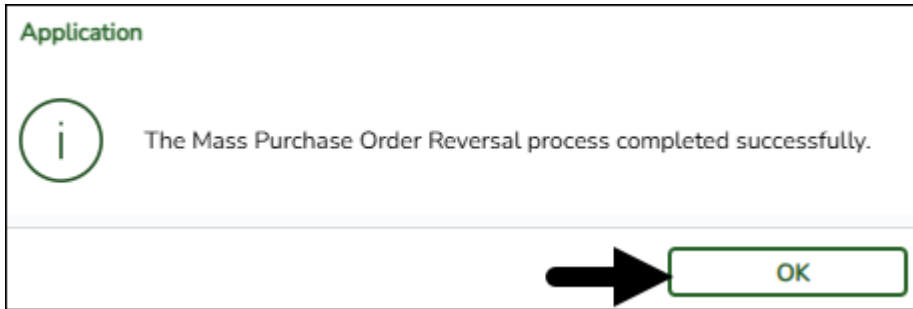 Application
The Mass Purchase Order Reversal process completed successfully.
OK